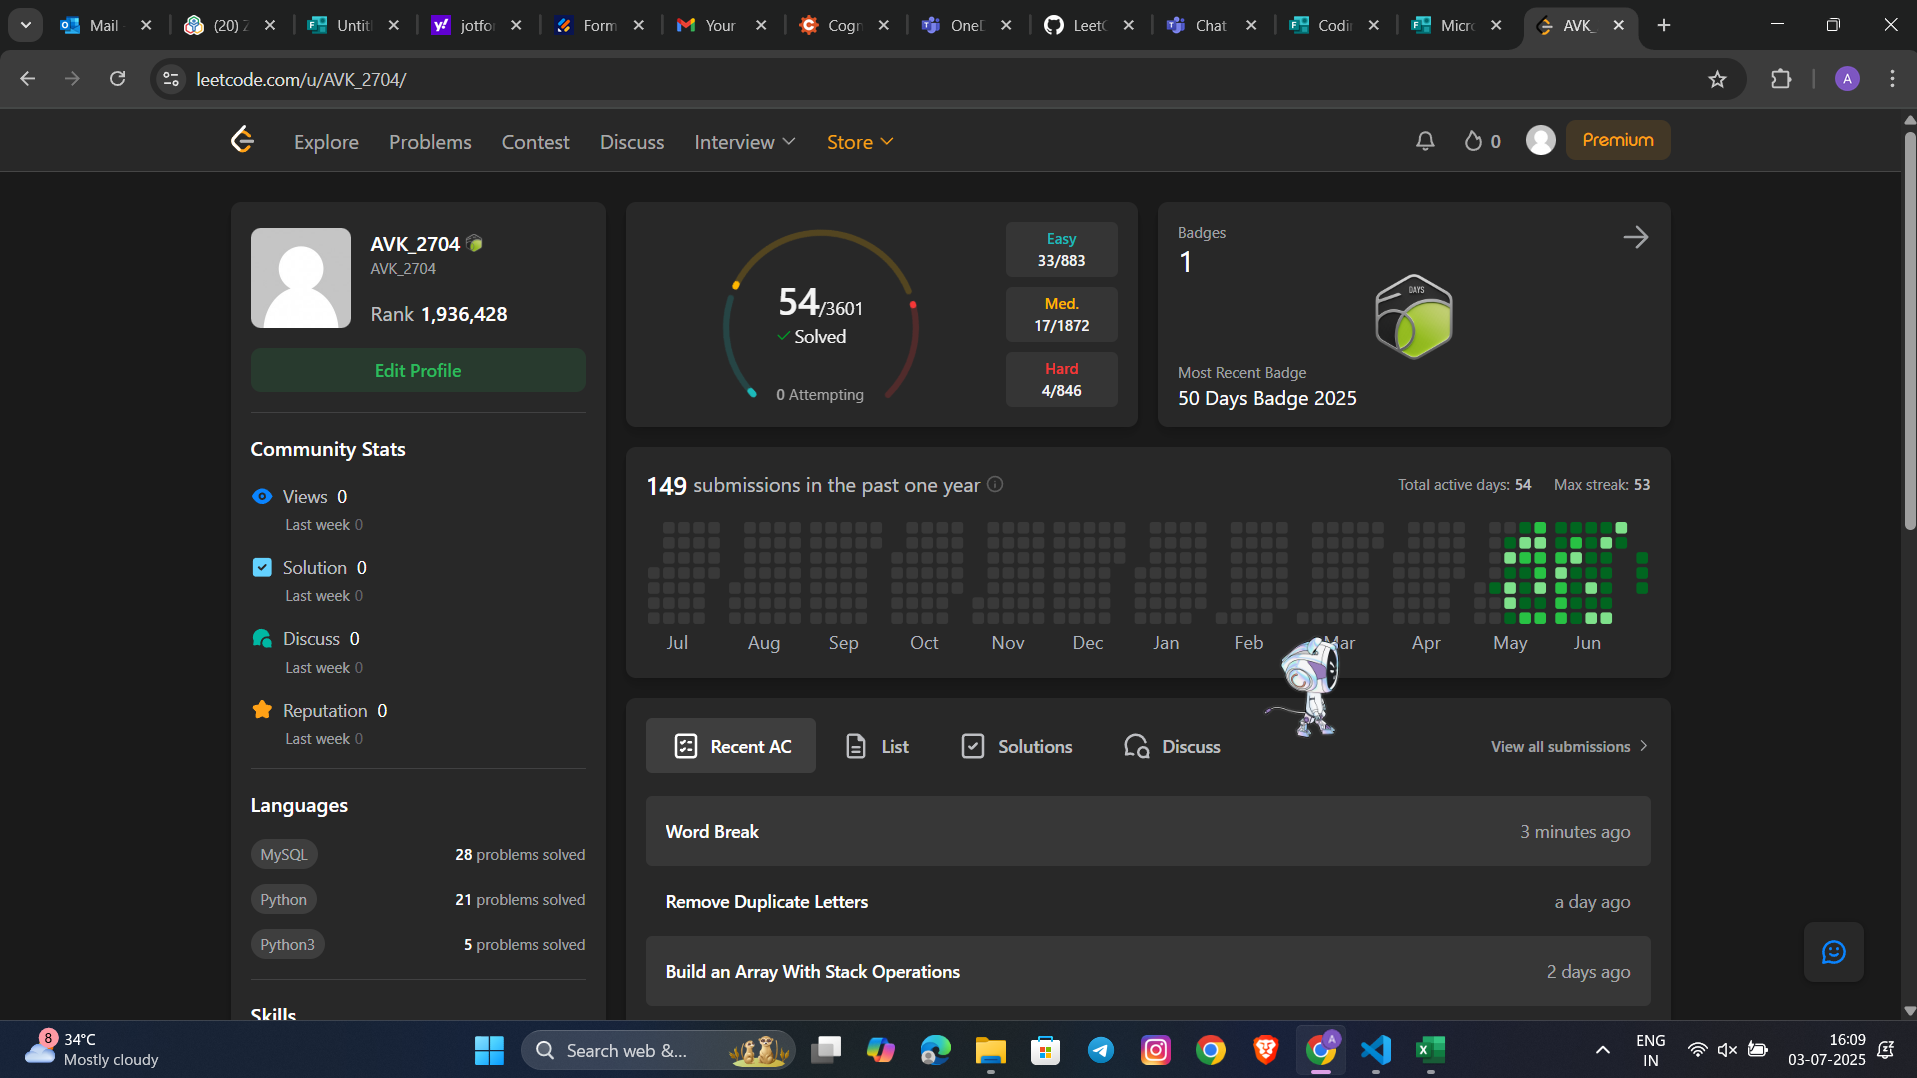 Mail
(20) Z
Untit
jotfo
Form
Your
Cogn
OneD
LeetC
Chat
Codin
Micro
AVK_
leetcode.com/u/AVK_2704/
A
Explore
Problems
Contest
Discuss
Interview
Store
0
Premium
AVK_2704
AVK_2704
Rank 1,936,428
Edit Profile
Community Stats
Views 0
Last week 0
Solution 0
Last week 0
Discuss 0
Last week 0
Reputation 0
Last week 0
Languages
MySQL 28 problems solved
Python 21 problems solved
Python3 5 problems solved
Skills
54/3601
Solved
0 Attempting
Easy
33/883
Med.
17/1872
Hard
4/846
Badges
1
DAYS
Most Recent Badge
50 Days Badge 2025
149 submissions in the past one year
Total active days: 54 Max streak: 53
Jul Aug Sep Oct Nov Dec Jan Feb Mar Apr May Jun
Recent AC
List
Solutions
Discuss
View all submissions
Word Break 3 minutes ago
Remove Duplicate Letters a day ago
Build an Array With Stack Operations 2 days ago
8
34°C
Mostly cloudy
Search web &...
A
ENG
IN
16:09
03-07-2025